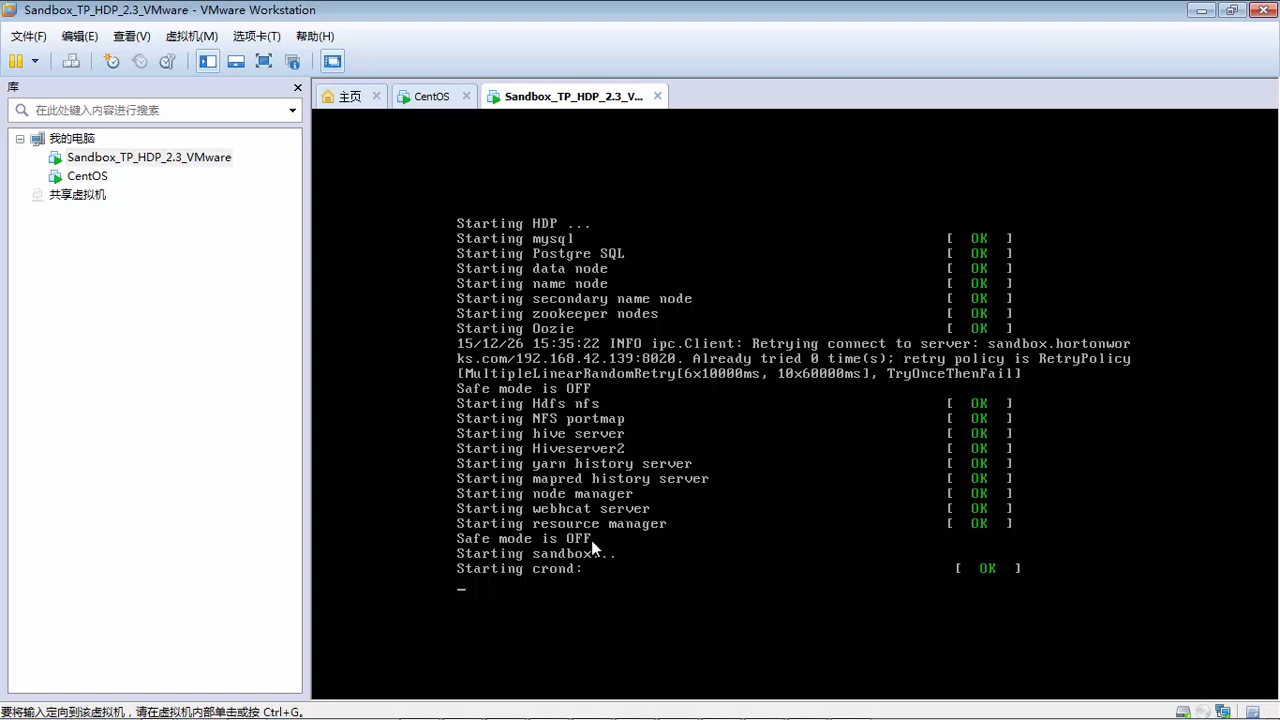 Sandbox_TP_HDP_2.3_VMware - VMware Workstation
文件(F) 编辑(E) 查看(V) 虚拟机(M) 选项卡(T) 帮助(H)
库
在此处键入内容进行搜索
我的电脑
Sandbox_TP_HDP_2.3_VMware
CentOS
共享虚拟机
主页 CentOS Sandbox_TP_HDP_2.3_V...
Starting HDP ...
Starting mysql [ OK ]
Starting Postgre SQL [ OK ]
Starting data node [ OK ]
Starting name node [ OK ]
Starting secondary name node [ OK ]
Starting zookeeper nodes [ OK ]
Starting Oozie [ OK ]
15/12/26 15:35:22 INFO ipc.Client: Retrying connect to server: sandbox.hortonwor
ks.com/192.168.42.139:8020. Already tried 0 time(s); retry policy is RetryPolicy
[MultipleLinearRandomRetry[6x10000ms, 10x60000ms], TryOnceThenFail]
Safe mode is OFF
Starting Hdfs nfs [ OK ]
Starting NFS portmap [ OK ]
Starting hive server [ OK ]
Starting Hiveserver2 [ OK ]
Starting yarn history server [ OK ]
Starting mapred history server [ OK ]
Starting node manager [ OK ]
Starting webhcat server [ OK ]
Starting resource manager [ OK ]
Safe mode is OFF
Starting sandbox...
Starting crond: [ OK ]
_
要将输入定向到该虚拟机，请在虚拟机内部单击或按 Ctrl+G。